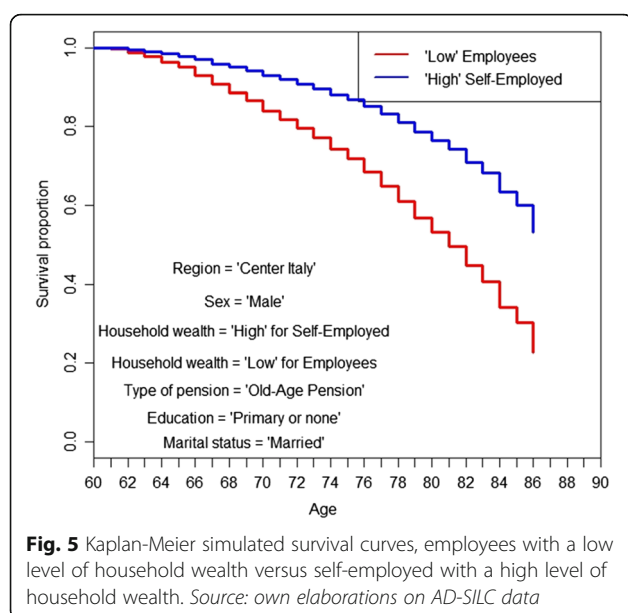 'Low' Employees
'High' Self-Employed
Survival proportion
1.0
0.8
0.6
0.4
0.2
0.0
Region = 'Center Italy'
Sex = 'Male'
Household wealth = 'High' for Self-Employed
Household wealth = 'Low' for Employees
Type of pension = 'Old-Age Pension'
Education = 'Primary or none'
Marital status = 'Married'
60 62 64 66 68 70 72 74 76 78 80 82 84 86 88 90
Age
Fig. 5 Kaplan-Meier simulated survival curves, employees with a low
level of household wealth versus self-employed with a high level of
household wealth. Source: own elaborations on AD-SILC data